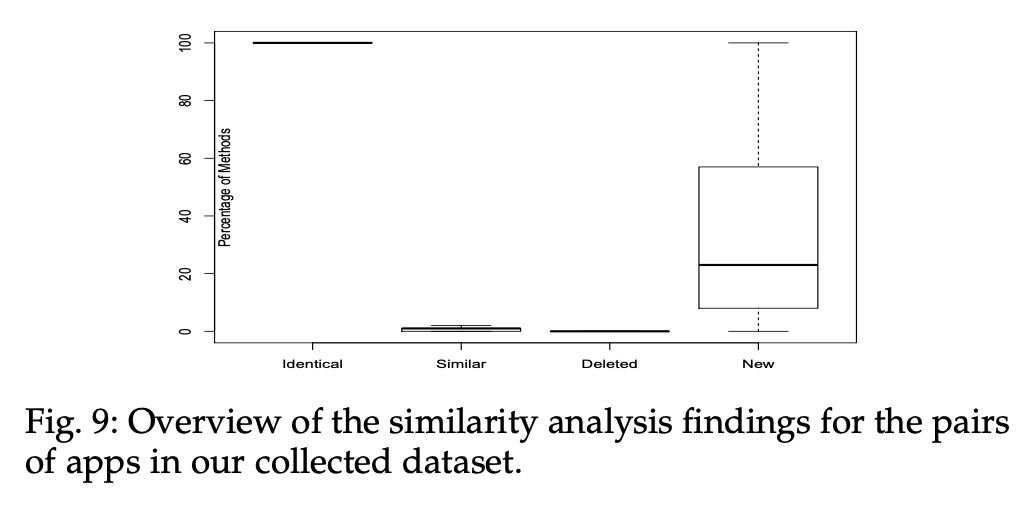 100
80
60
40
20
0
Percentage of Methods
Identical Similar Deleted New
Fig. 9: Overview of the similarity analysis findings for the pairs
of apps in our collected dataset.